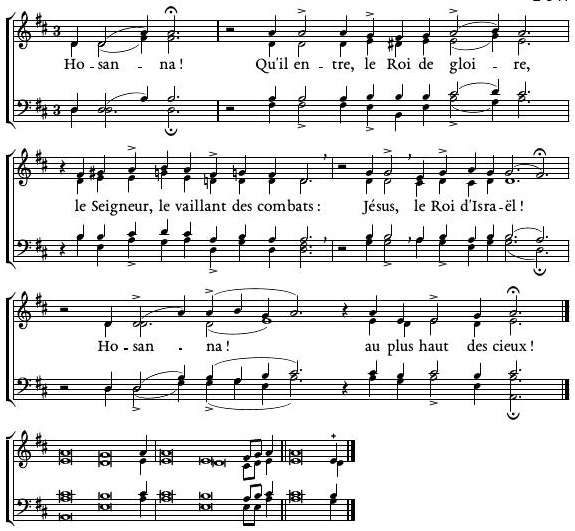 Ho - san - na ! Qu'il en - tre, le Roi de gloi - re,
le Seigneur, le vaillant des combats : Jésus, le Roi d'Isra - ël !
Ho - san - na ! au plus haut des cieux !